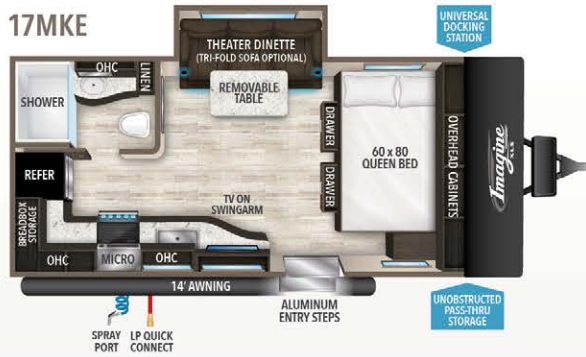 17MKE
UNIVERSAL
DOCKING
STATION
THEATER DINETTE
(TRI-FOLD SOFA OPTIONAL)
OHC
LINEN
SHOWER
REMOVABLE
TABLE
DRAWER
DRAWER
60 x 80
QUEEN BED
OVERHEAD CABINETS
Imagine
XLS
REFER
BREADBOX
STORAGE
TV ON
SWINGARM
OHC
MICRO
OHC
14' AWNING
SPRAY
PORT
LP QUICK
CONNECT
ALUMINUM
ENTRY STEPS
UNOBSTRUCTED
PASS-THRU
STORAGE